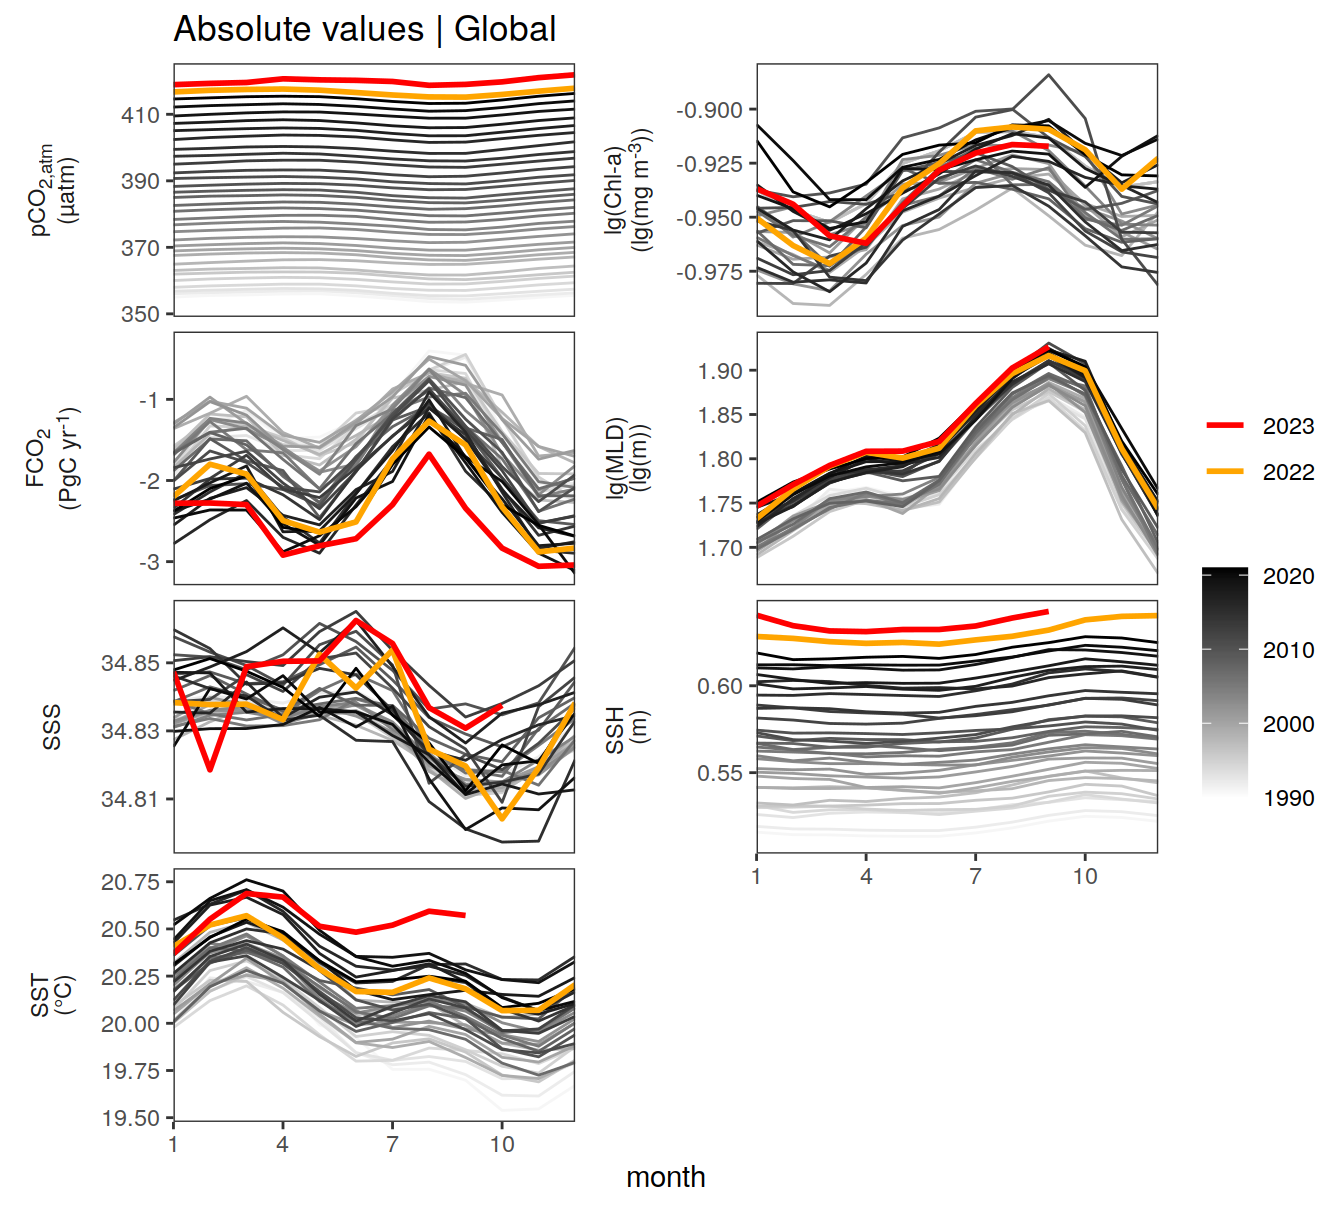 Absolute values | Global
pCO2,atm
(µatm)
410
390
370
350
lg(Chl-a)
(lg(mg m-3))
-0.900
-0.925
-0.950
-0.975
FCO2
(PgC yr-1)
-1
-2
-3
lg(MLD)
(lg(m))
1.90
1.85
1.80
1.75
1.70
SSS
34.85
34.83
34.81
SSH
(m)
0.60
0.55
1
4
7
10
SST
(°C)
20.75
20.50
20.25
20.00
19.75
19.50
1
4
7
10
month
2023
2022
2020
2010
2000
1990